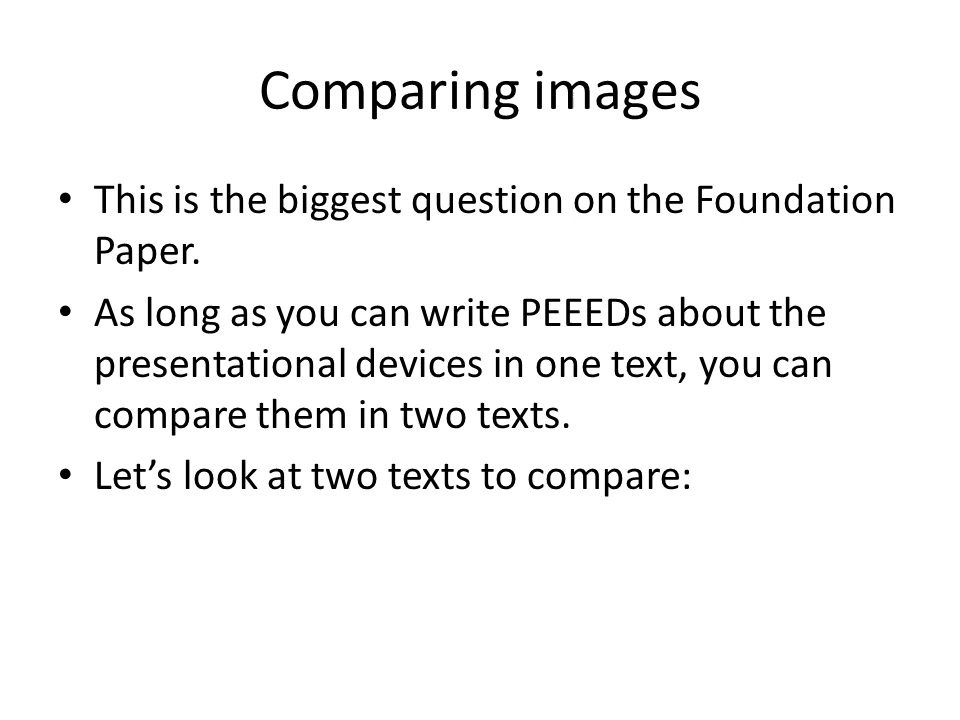 Comparing images
• This is the biggest question on the Foundation
Paper.
• As long as you can write PEEEDs about the
presentational devices in one text, you can
compare them in two texts.
• Let’s look at two texts to compare: